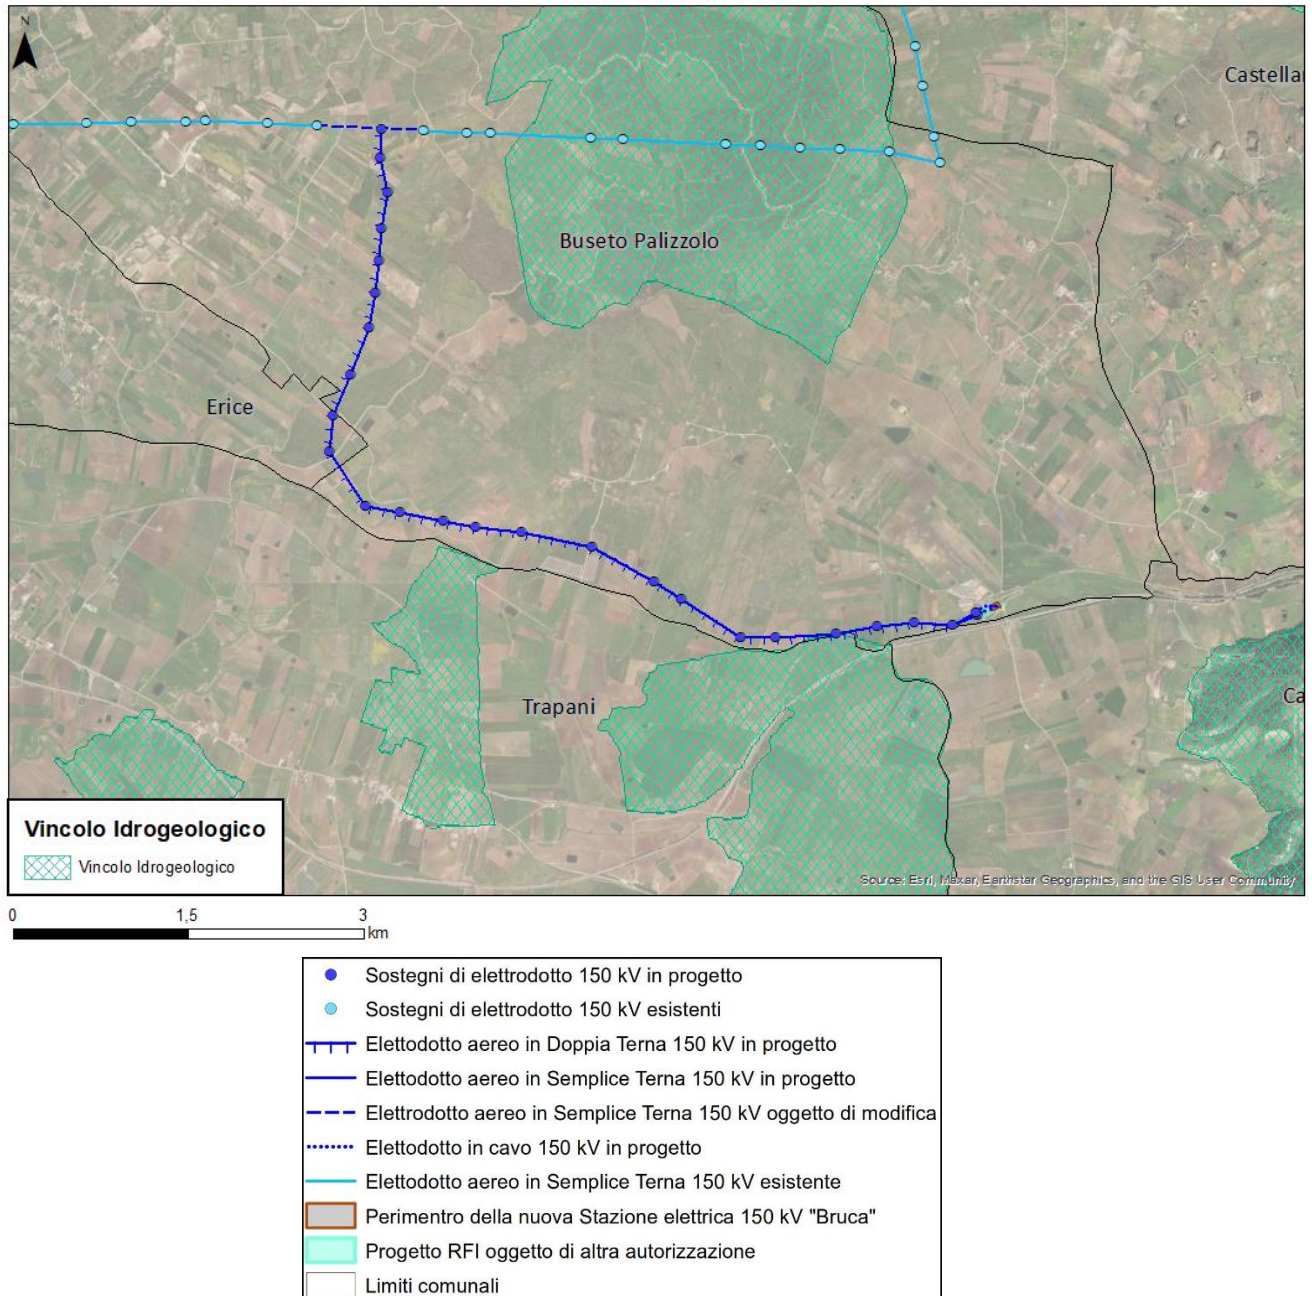 N
Castella
Buseto Palizzolo
Erice
Trapani
Ca
Vincolo Idrogeologico
Vincolo Idrogeologico
Source: Esri, Maxar, Earthstar Geographics, and the GIS User Community
0 1,5 3
km
Sostegni di elettrodotto 150 kV in progetto
Sostegni di elettrodotto 150 kV esistenti
Elettodotto aereo in Doppia Terna 150 kV in progetto
Elettodotto aereo in Semplice Terna 150 kV in progetto
Elettrodotto aereo in Semplice Terna 150 kV oggetto di modifica
Elettodotto in cavo 150 kV in progetto
Elettodotto aereo in Semplice Terna 150 kV esistente
Perimentro della nuova Stazione elettrica 150 kV "Bruca"
Progetto RFI oggetto di altra autorizzazione
Limiti comunali